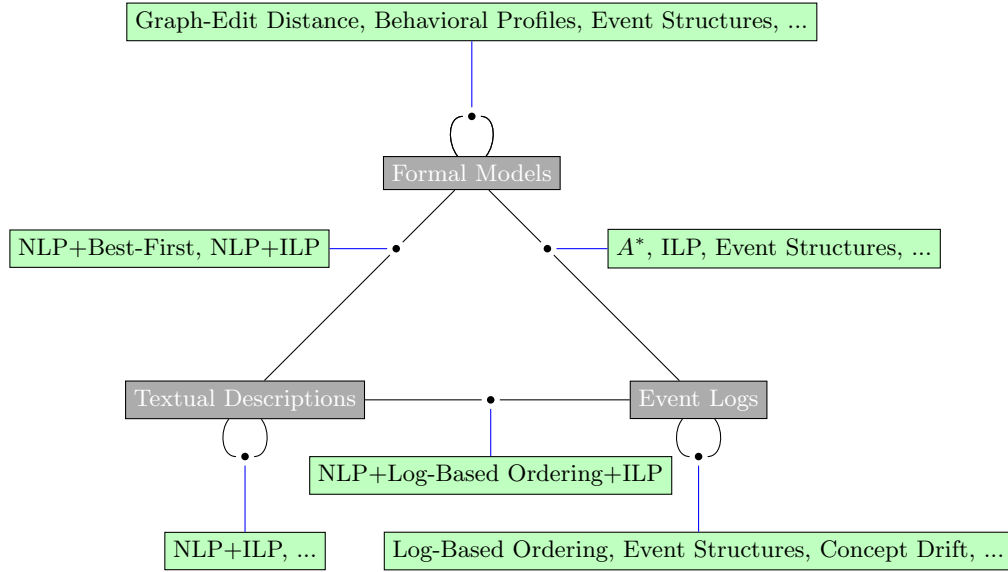 Graph-Edit Distance, Behavioral Profiles, Event Structures, ...
Formal Models
NLP+Best-First, NLP+ILP
A*, ILP, Event Structures, ...
Textual Descriptions
Event Logs
NLP+Log-Based Ordering+ILP
NLP+ILP, ...
Log-Based Ordering, Event Structures, Concept Drift, ...